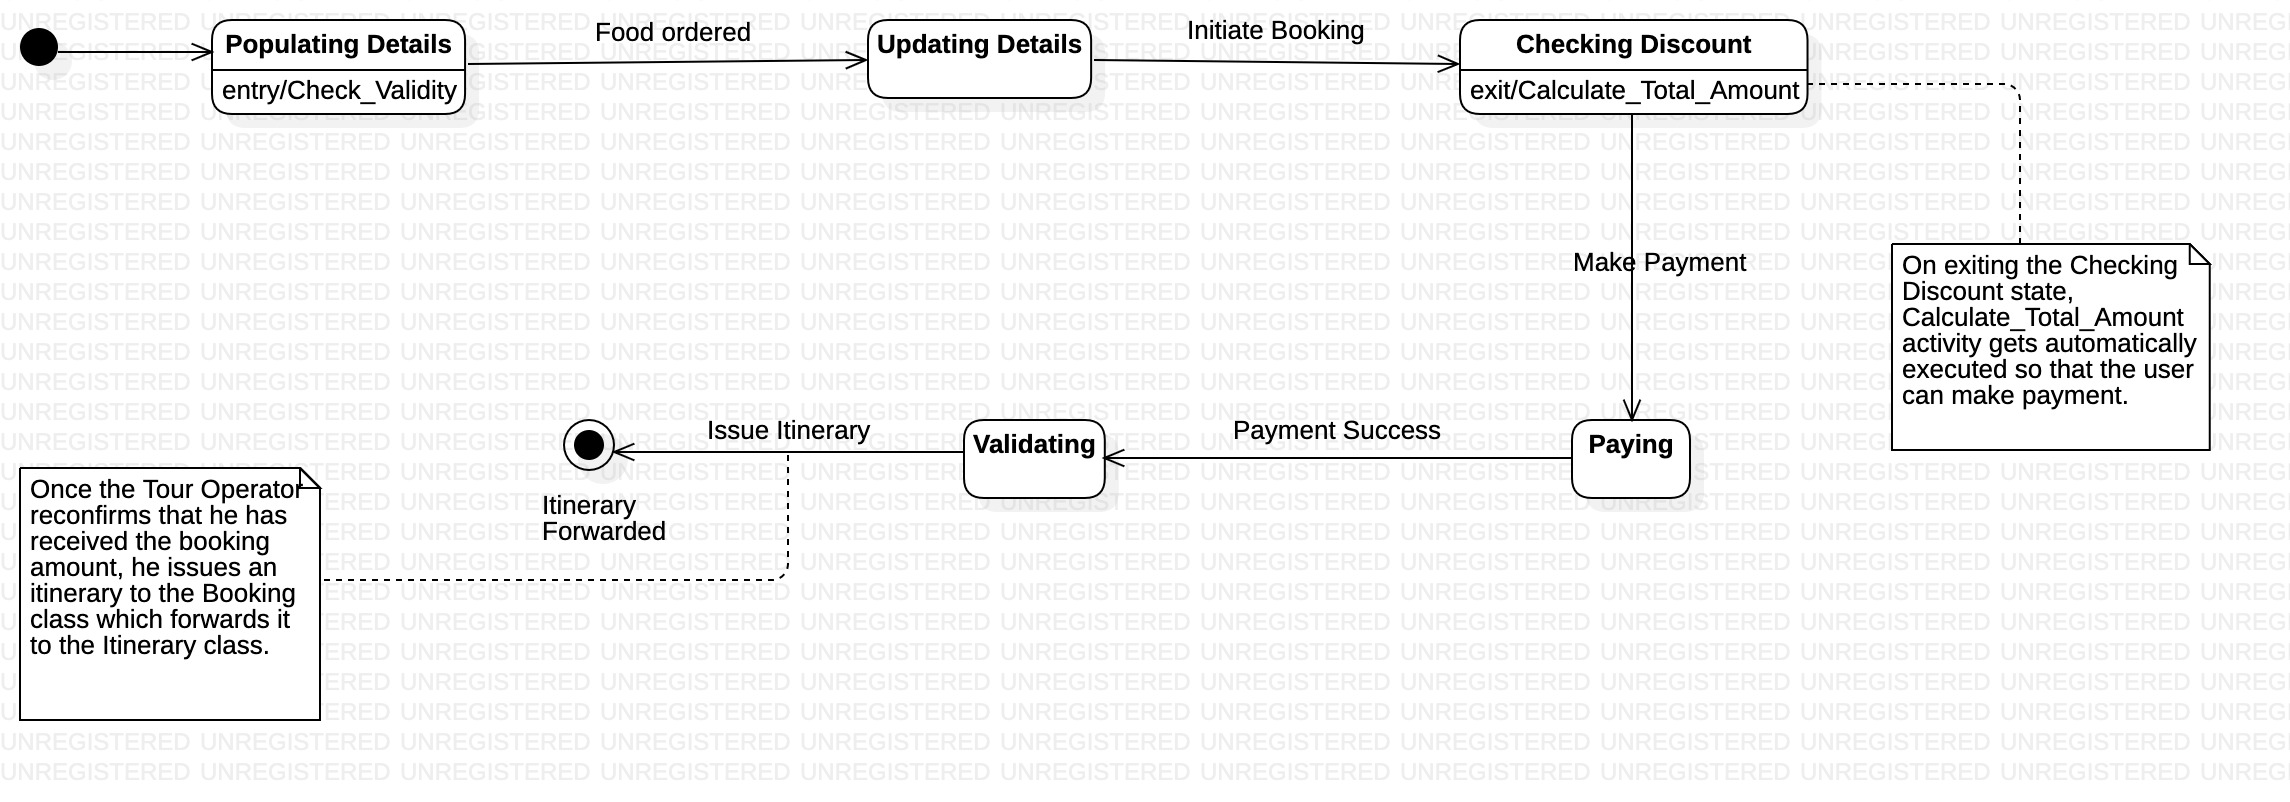 Populating Details
entry/Check_Validity
Food ordered
Updating Details
Initiate Booking
Checking Discount
exit/Calculate_Total_Amount
Make Payment
On exiting the Checking
Discount state,
Calculate_Total_Amount
activity gets automatically
executed so that the user
can make payment.
Paying
Payment Success
Validating
Issue Itinerary
Itinerary
Forwarded
Once the Tour Operator
reconfirms that he has
received the booking
amount, he issues an
itinerary to the Booking
class which forwards it
to the Itinerary class.
UNREGISTERED